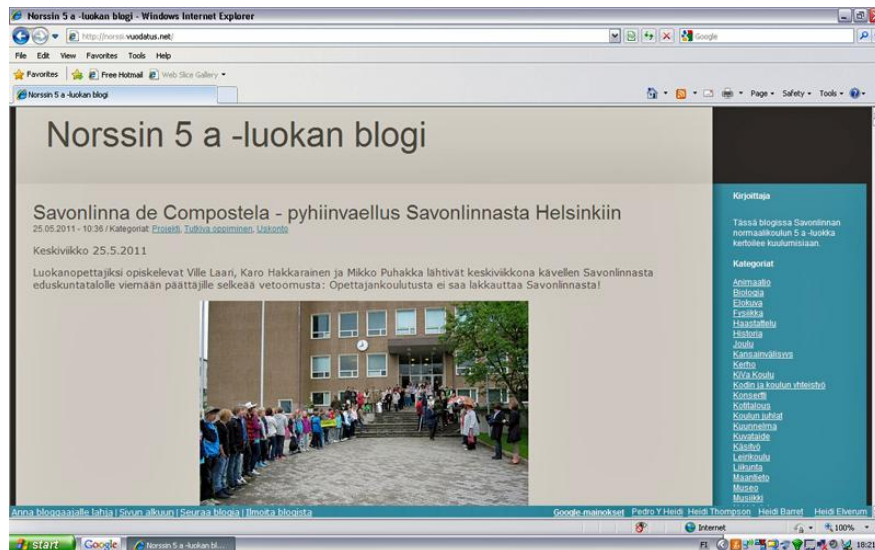 Norssin 5 a -luokan blogi - Windows Internet Explorer
http://norssi.vuodatus.net/
Google
File Edit View Favorites Tools Help
Favorites Free Hotmail Web Slice Gallery
Norssin 5 a -luokan blogi
Page Safety Tools
Norssin 5 a -luokan blogi
Savonlinna de Compostela - pyhiinvaellus Savonlinnasta Helsinkiin
25.05.2011 - 10:36 / Kategoriat: Projekti, Tutkiva oppiminen, Uskonto
Keskiviikko 25.5.2011
Luokanopettajiksi opiskelevat Ville Laari, Karo Hakkarainen ja Mikko Puhakka lähtivät keskiviikkona kävellen Savonlinnasta
eduskuntatalolle viemään päättäjille selkeää vetoomusta: Opettajankoulutusta ei saa lakkauttaa Savonlinnasta!
Kirjoittaja
Tässä blogissa Savonlinnan
normaalikoulun 5 a -luokka
kertoilee kuulumisiaan.
Kategoriat
Animaatio
Biologia
Elokuva
Fysiikka
Haastattelu
Historia
Joulu
Kansainvälisyys
Kerho
KiVa Koulu
Kodin ja koulun yhteistyö
Konsertti
Kotitalous
Koulun juhlat
Kuunnelma
Kuvataide
Käsityö
Leirikoulu
Liikunta
Maantieto
Museo
Musiikki
Anna bloggaajalle lahja | Sivun alkuun | Seuraa blogia | Ilmoita blogista
Google-mainokset Pedro Y Heidi Heidi Thompson Heidi Barret Heidi Elverum
Internet 100%
start Google Norssin 5 a -luokan bl... FI 18:21